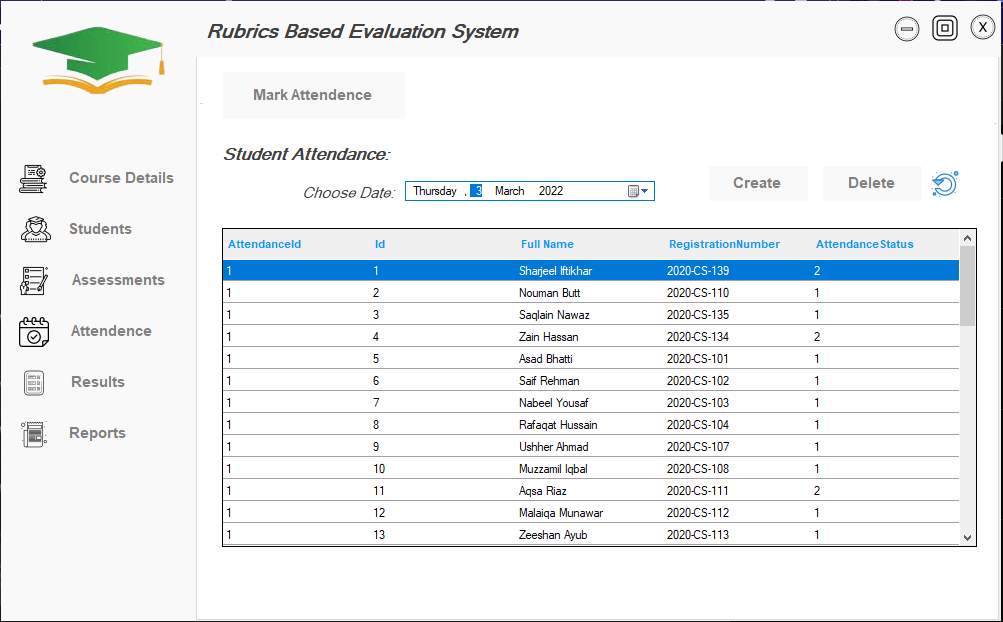 Rubrics Based Evaluation System
Mark Attendence
Student Attendance:
Choose Date: Thursday , 3 March 2022
Create Delete
Course Details
Students
Assessments
Attendence
Results
Reports
AttendanceId Id Full Name RegistrationNumber AttendanceStatus
1 1 Sharjeel Iftikhar 2020-CS-139 2
1 2 Nouman Butt 2020-CS-110 1
1 3 Saqlain Nawaz 2020-CS-135 1
1 4 Zain Hassan 2020-CS-134 2
1 5 Asad Bhatti 2020-CS-101 1
1 6 Saif Rehman 2020-CS-102 1
1 7 Nabeel Yousaf 2020-CS-103 1
1 8 Rafaqat Hussain 2020-CS-104 1
1 9 Ushher Ahmad 2020-CS-107 1
1 10 Muzzamil Iqbal 2020-CS-108 1
1 11 Aqsa Riaz 2020-CS-111 2
1 12 Malaiqa Munawar 2020-CS-112 1
1 13 Zeeshan Ayub 2020-CS-113 1